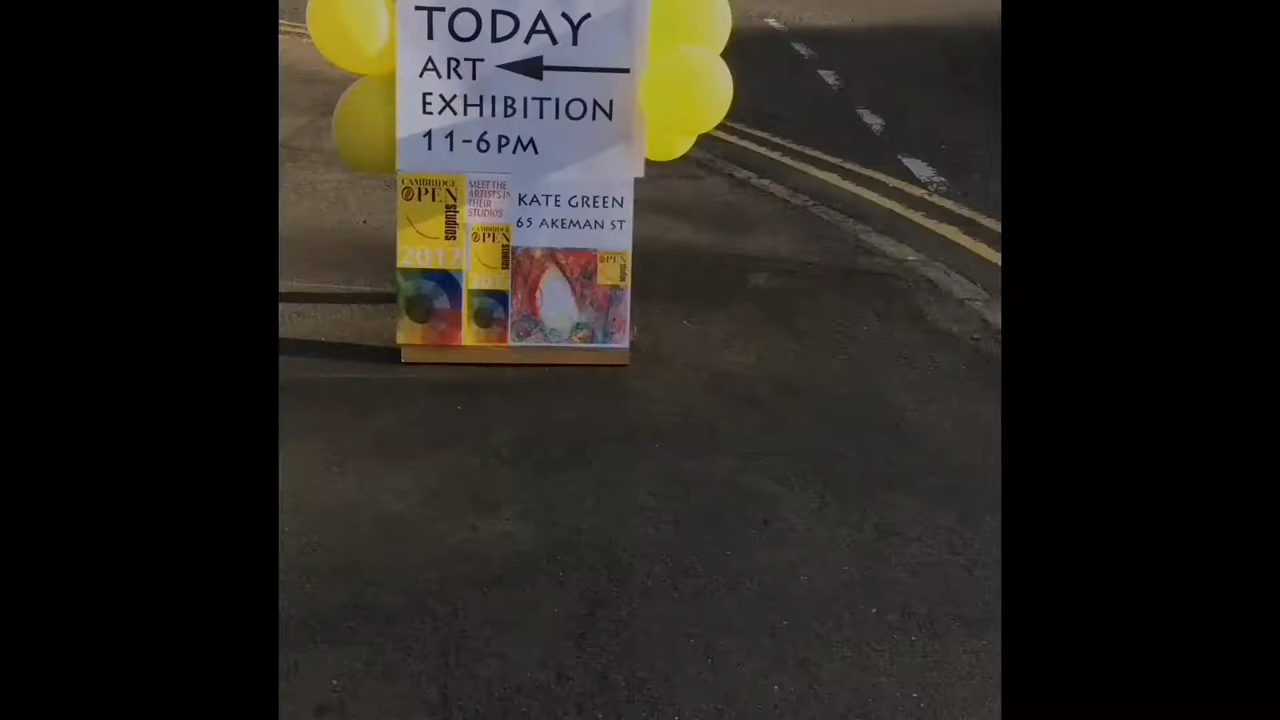 TODAY
ART
EXHIBITION
11-6PM
CAMBRIDGE
OPEN
studios
2017
MEET THE
ARTISTS IN
THEIR
STUDIOS
CAMBRIDGE
OPEN
studios
KATE GREEN
65 AKEMAN ST
OPEN
studios